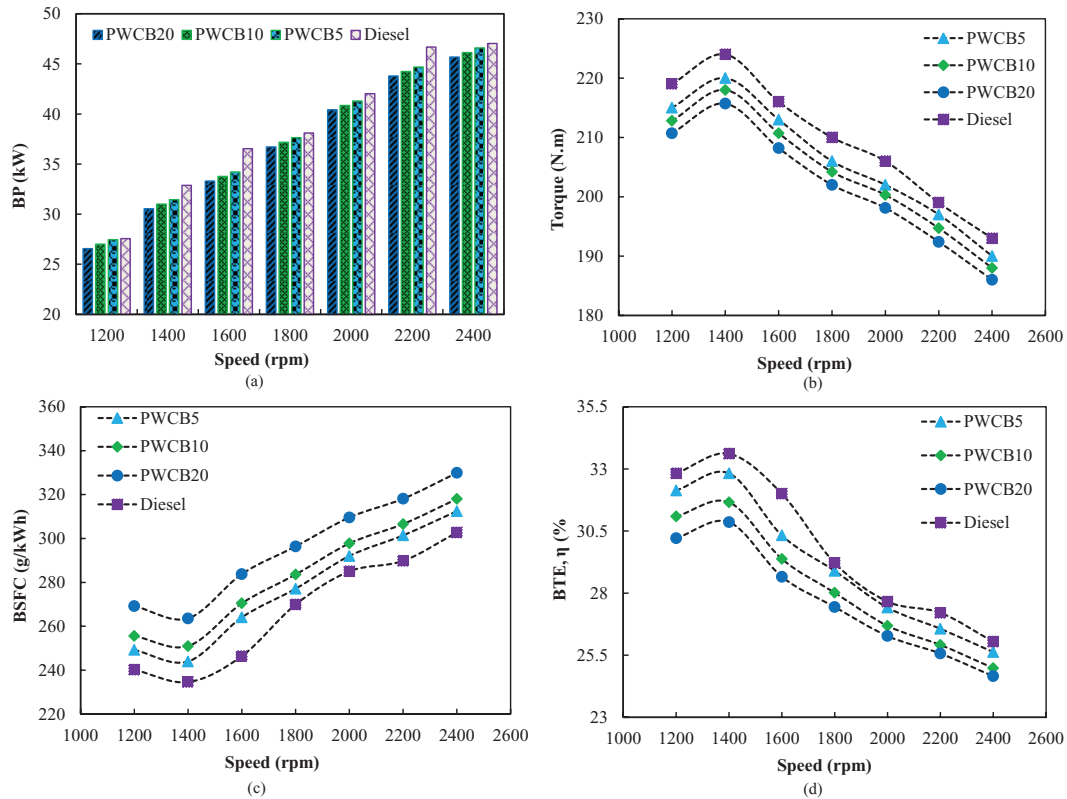 50
45
40
35
30
25
20
BP (kW)
PWCB20 PWCB10 PWCB5 Diesel
1200 1400 1600 1800 2000 2200 2400
Speed (rpm)
(a)
230
220
210
200
190
180
Torque (N.m)
PWCB5
PWCB10
PWCB20
Diesel
1000 1200 1400 1600 1800 2000 2200 2400 2600
Speed (rpm)
(b)
360
340
320
300
280
260
240
220
BSFC (g/kWh)
PWCB5
PWCB10
PWCB20
Diesel
1000 1200 1400 1600 1800 2000 2200 2400 2600
Speed (rpm)
(c)
35.5
33
30.5
28
25.5
23
BTE, η (%
PWCB5
PWCB10
PWCB20
Diesel
1000 1200 1400 1600 1800 2000 2200 2400 2600
Speed (rpm)
(d)